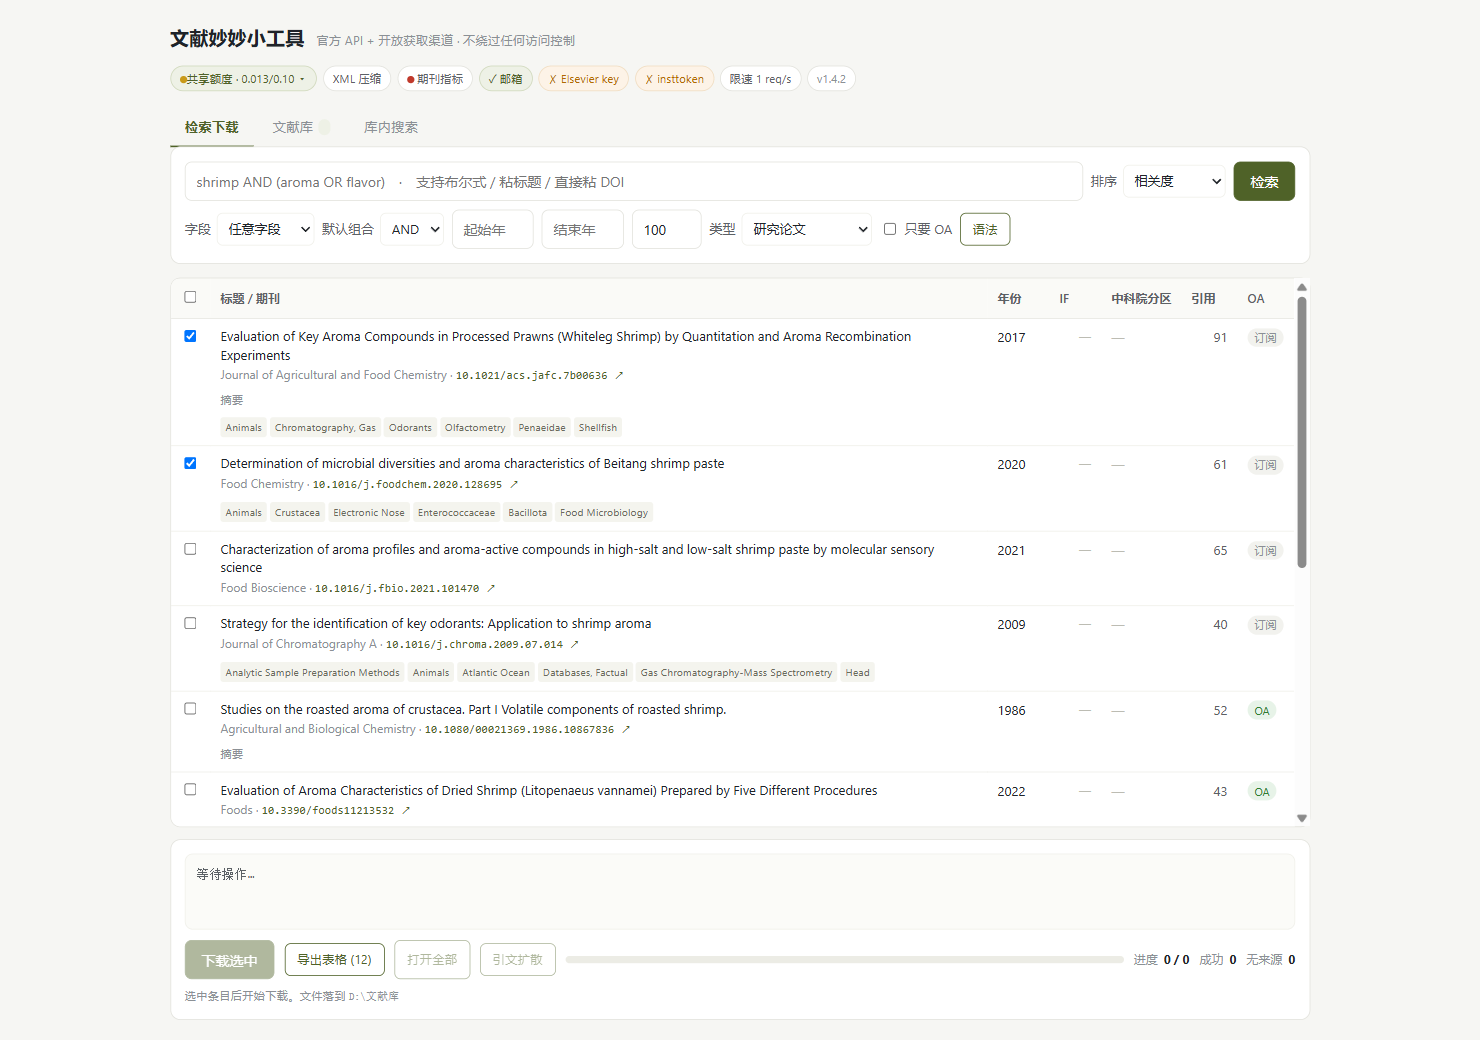 文献妙妙小工具 官方 API + 开放获取渠道 · 不绕过任何访问控制
共享额度 · 0.013/0.10 XML 压缩 期刊指标 ✓ 邮箱 ✗ Elsevier key ✗ insttoken 限速 1 req/s v1.4.2
检索下载 文献库 库内搜索
shrimp AND (aroma OR flavor) · 支持布尔式 / 粘标题 / 直接粘 DOI 排序 相关度 检索
字段 任意字段 默认组合 AND 起始年 结束年 100 类型 研究论文 只要 OA 语法
标题 / 期刊 年份 IF 中科院分区 引用 OA
Evaluation of Key Aroma Compounds in Processed Prawns (Whiteleg Shrimp) by Quantitation and Aroma Recombination 2017 — — 91 订阅
Experiments
Journal of Agricultural and Food Chemistry · 10.1021/acs.jafc.7b00636 ↗
摘要
Animals Chromatography, Gas Odorants Olfactometry Penaeidae Shellfish
Determination of microbial diversities and aroma characteristics of Beitang shrimp paste 2020 — — 61 订阅
Food Chemistry · 10.1016/j.foodchem.2020.128695 ↗
Animals Crustacea Electronic Nose Enterococcaceae Bacillota Food Microbiology
Characterization of aroma profiles and aroma-active compounds in high-salt and low-salt shrimp paste by molecular sensory 2021 — — 65 订阅
science
Food Bioscience · 10.1016/j.fbio.2021.101470 ↗
Strategy for the identification of key odorants: Application to shrimp aroma 2009 — — 40 订阅
Journal of Chromatography A · 10.1016/j.chroma.2009.07.014 ↗
Analytic Sample Preparation Methods Animals Atlantic Ocean Databases, Factual Gas Chromatography-Mass Spectrometry Head
Studies on the roasted aroma of crustacea. Part I Volatile components of roasted shrimp. 1986 — — 52 OA
Agricultural and Biological Chemistry · 10.1080/00021369.1986.10867836 ↗
摘要
Evaluation of Aroma Characteristics of Dried Shrimp (Litopenaeus vannamei) Prepared by Five Different Procedures 2022 — — 43 OA
Foods · 10.3390/foods11213532 ↗
等待操作…
下载选中 导出表格 (12) 打开全部 引文扩散 进度 0 / 0 成功 0 无来源 0
选中条目后开始下载。文件落到 D:\文献库